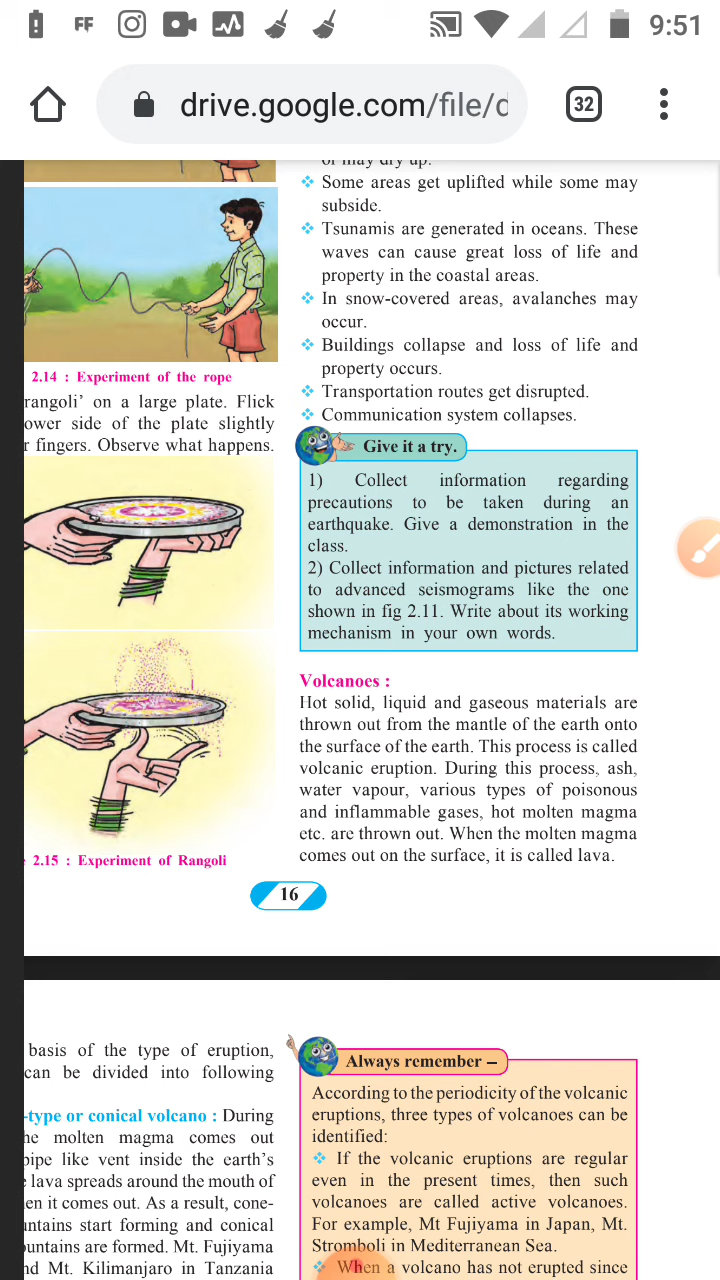 FF
9:51
drive.google.com/file/d
32
or may dry up.
❖ Some areas get uplifted while some may
subside.
❖ Tsunamis are generated in oceans. These
waves can cause great loss of life and
property in the coastal areas.
❖ In snow-covered areas, avalanches may
occur.
❖ Buildings collapse and loss of life and
property occurs.
❖ Transportation routes get disrupted.
❖ Communication system collapses.
2.14 : Experiment of the rope
rangoli’ on a large plate. Flick
ower side of the plate slightly
r fingers. Observe what happens.
2.15 : Experiment of Rangoli
Give it a try.
1) Collect information regarding
precautions to be taken during an
earthquake. Give a demonstration in the
class.
2) Collect information and pictures related
to advanced seismograms like the one
shown in fig 2.11. Write about its working
mechanism in your own words.
Volcanoes :
Hot solid, liquid and gaseous materials are
thrown out from the mantle of the earth onto
the surface of the earth. This process is called
volcanic eruption. During this process, ash,
water vapour, various types of poisonous
and inflammable gases, hot molten magma
etc. are thrown out. When the molten magma
comes out on the surface, it is called lava.
16
basis of the type of eruption,
can be divided into following
-type or conical volcano : During
he molten magma comes out
pipe like vent inside the earth’s
lava spreads around the mouth of
en it comes out. As a result, cone-
untains start forming and conical
ountains are formed. Mt. Fujiyama
nd Mt. Kilimanjaro in Tanzania
Always remember –
According to the periodicity of the volcanic
eruptions, three types of volcanoes can be
identified:
❖ If the volcanic eruptions are regular
even in the present times, then such
volcanoes are called active volcanoes.
For example, Mt Fujiyama in Japan, Mt.
Stromboli in Mediterranean Sea.
❖ When a volcano has not erupted since